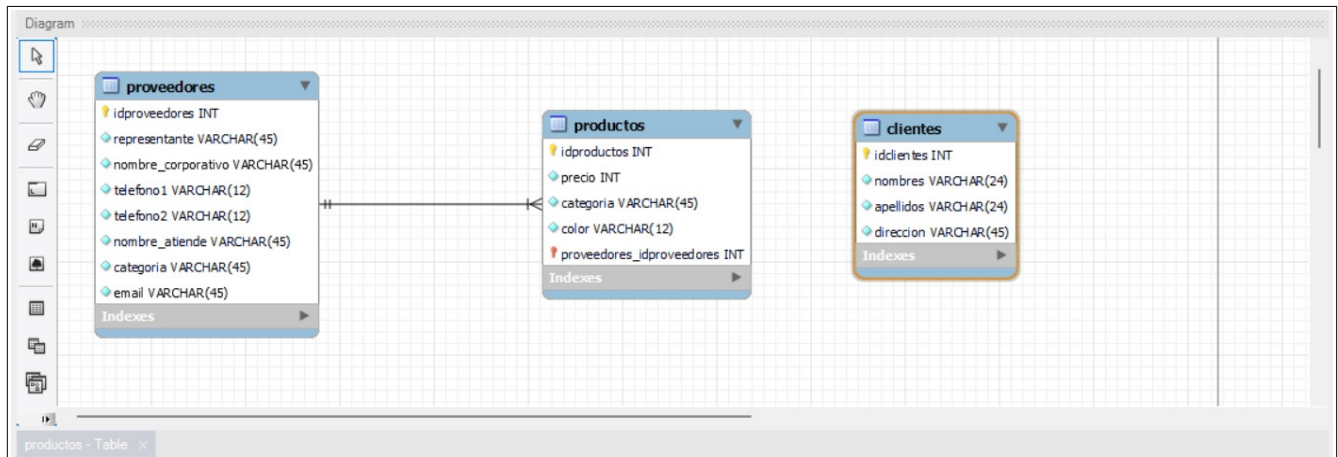 Diagram
proveedores
idproveedores INT
representante VARCHAR(45)
nombre_corporativo VARCHAR(45)
telefono1 VARCHAR(12)
telefono2 VARCHAR(12)
nombre_atiende VARCHAR(45)
categoria VARCHAR(45)
email VARCHAR(45)
Indexes
productos
idproductos INT
precio INT
categoria VARCHAR(45)
color VARCHAR(12)
proveedores_idproveedores INT
Indexes
clientes
idclientes INT
nombres VARCHAR(24)
apellidos VARCHAR(24)
direccion VARCHAR(45)
Indexes
productos - Table